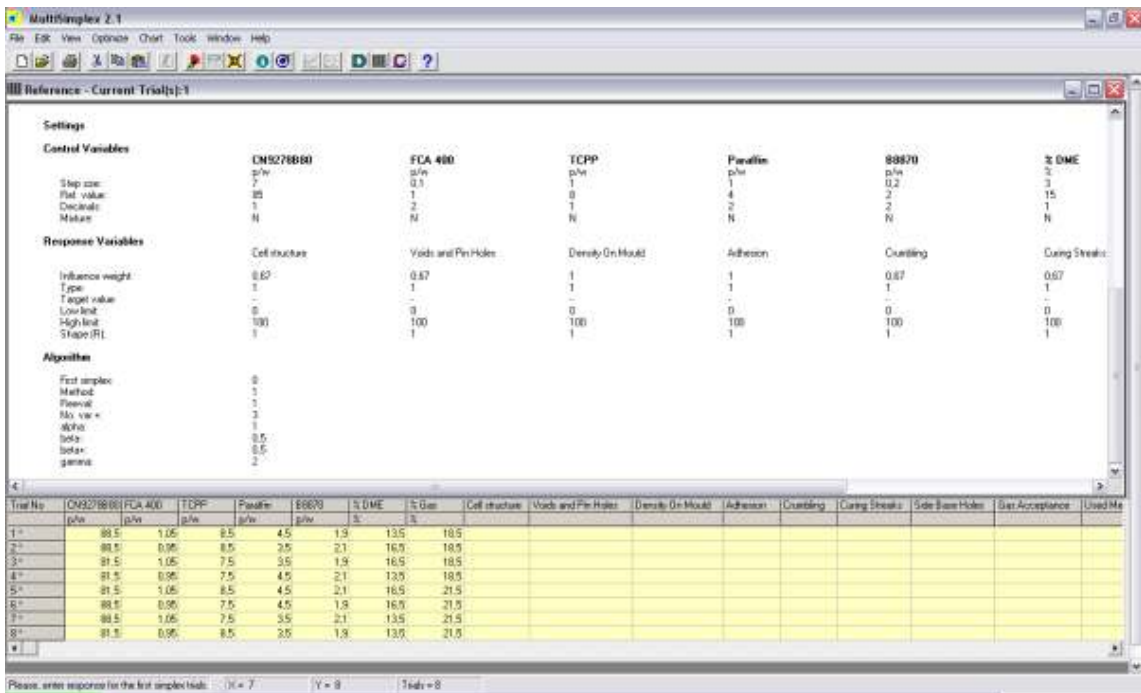 MultiSimplex 2.1
File Edit View Optimize Chart Tools Window Help
Reference - Current Trial(s):1
Settings
Control Variables
CN9278B80 FCA 400 TCPP Paraffin B8870 % DME
p/w p/w p/w p/w p/w %
Step size: 7 0,1 1 1 0,2 3
Ref. value: 85 1 8 4 2 15
Decimals: 1 2 1 2 2 1
Mixture: N N N N N N
Response Variables
Cell structure Voids and Pin Holes Density On Mould Adhesion Crumbling Curing Streaks
Influence weight: 0,67 0,67 1 1 0,67 0,67
Type: 1 1 1 1 1 1
Target value: - - - - - -
Low limit: 0 0 0 0 0 0
High limit: 100 100 100 100 100 100
Shape (R): 1 1 1 1 1 1
Algorithm
First simplex: 0
Method: 1
Reeval: 1
No. var +: 3
alpha: 1
beta-: 0,5
beta+: 0,5
gamma: 2
Trial No CN9278B80 FCA 400 TCPP Paraffin B8870 % DME % Gas Cell structure Voids and Pin Holes Density On Mould Adhesion Crumbling Curing Streaks Side Base Holes Gas Acceptance Used Me
p/w p/w p/w p/w p/w % %
1 * 88,5 1,05 8,5 4,5 1,9 13,5 18,5
2 * 88,5 0,95 8,5 3,5 2,1 16,5 18,5
3 * 81,5 1,05 7,5 3,5 1,9 16,5 18,5
4 * 81,5 0,95 7,5 4,5 2,1 13,5 18,5
5 * 81,5 1,05 8,5 4,5 2,1 16,5 21,5
6 * 88,5 0,95 7,5 4,5 1,9 16,5 21,5
7 * 88,5 1,05 7,5 3,5 2,1 13,5 21,5
8 * 81,5 0,95 8,5 3,5 1,9 13,5 21,5
Please, enter response for the first simplex trials X = 7 Y = 9 Trials = 8